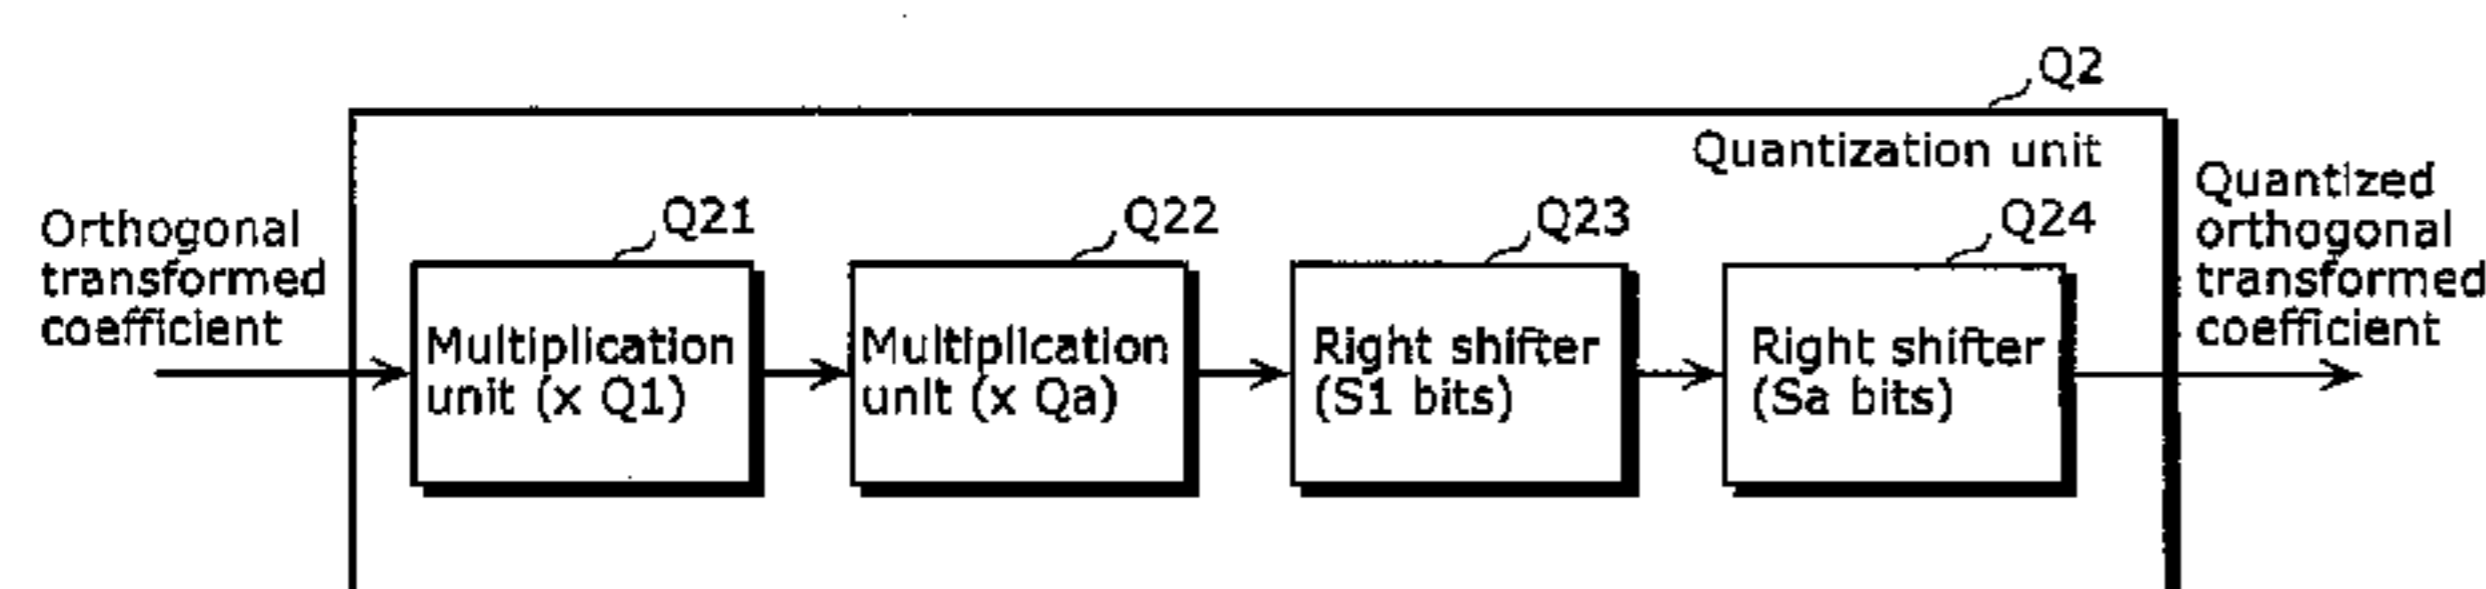 Q2
Quantization unit
Orthogonal
transformed
coefficient
Q21
Multiplication
unit (x Q1)
Q22
Multiplication
unit (x Qa)
Q23
Right shifter
(S1 bits)
Q24
Right shifter
(Sa bits)
Quantized
orthogonal
transformed
coefficient